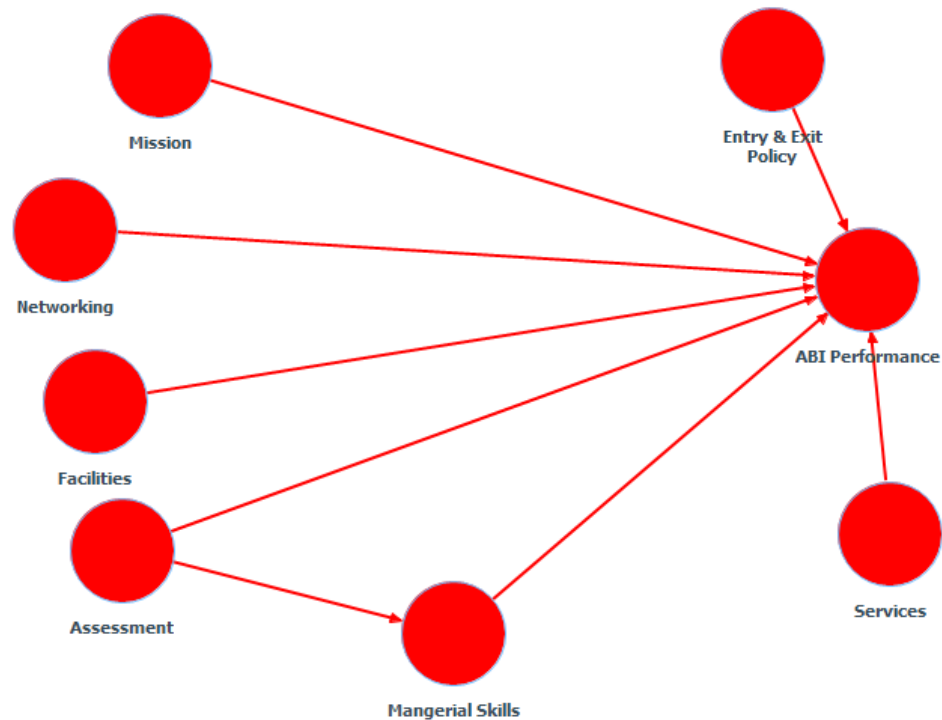 Mission
Entry & Exit
Policy
Networking
ABI Performance
Facilities
Assessment
Services
Mangerial Skills